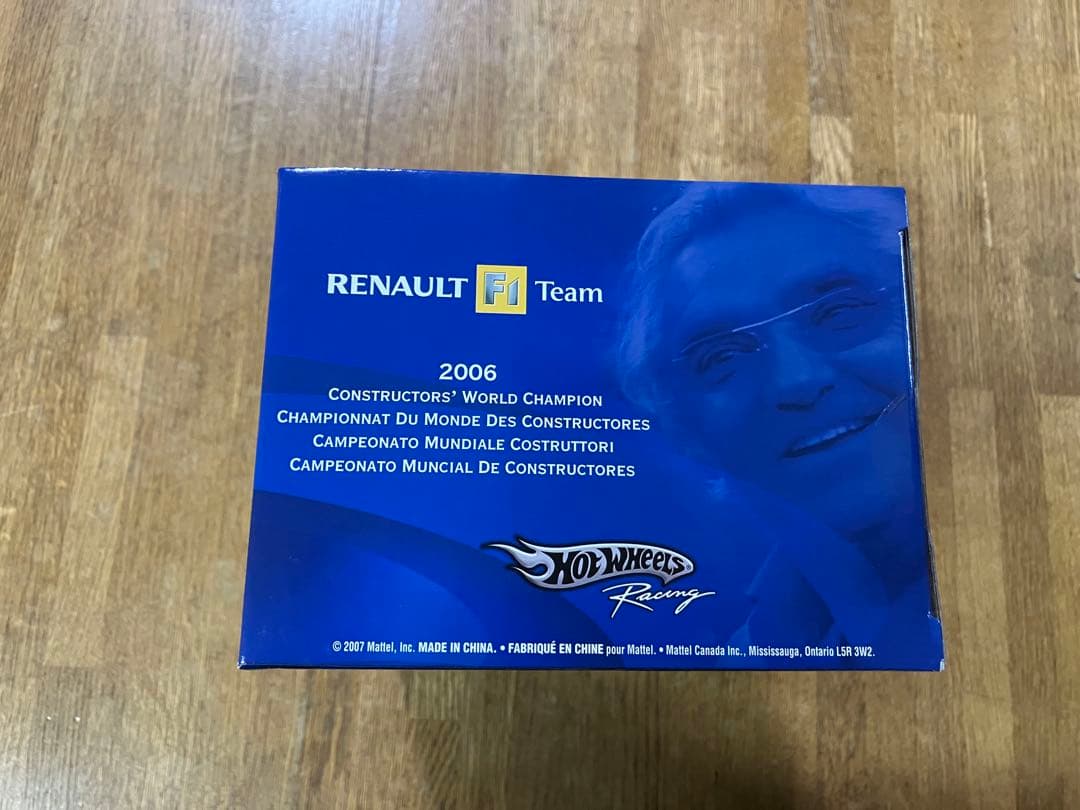 RENAULT F1 Team
2006
CONSTRUCTORS' WORLD CHAMPION
CHAMPIONNAT DU MONDE DES CONSTRUCTORES
CAMPEONATO MUNDIALE COSTRUTTORI
CAMPEONATO MUNCIAL DE CONSTRUCTORES
HOT WHEELS
Racing
© 2007 Mattel, Inc. MADE IN CHINA. • FABRIQUÉ EN CHINE pour Mattel. • Mattel Canada Inc., Mississauga, Ontario L5R 3W2.